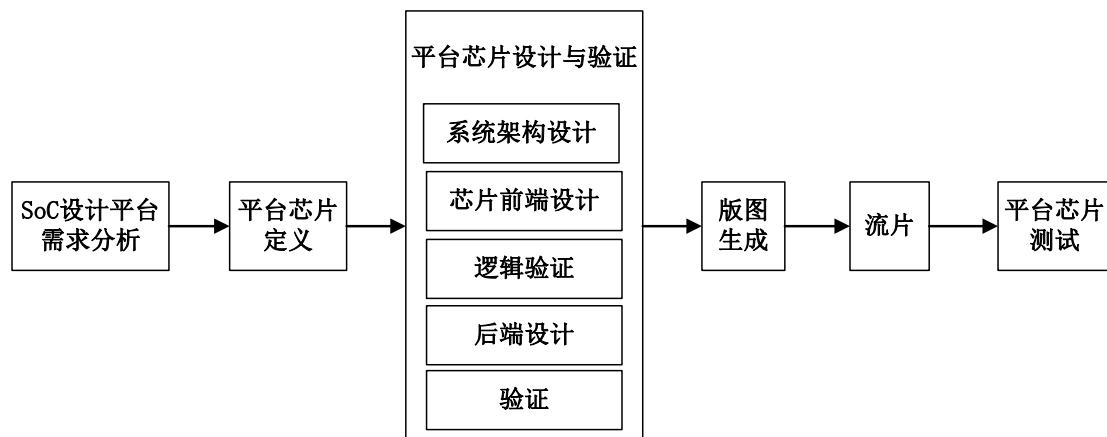 SoC设计平台
需求分析
平台芯片
定义
平台芯片设计与验证
系统架构设计
芯片前端设计
逻辑验证
后端设计
验证
版图
生成
流片
平台芯片
测试